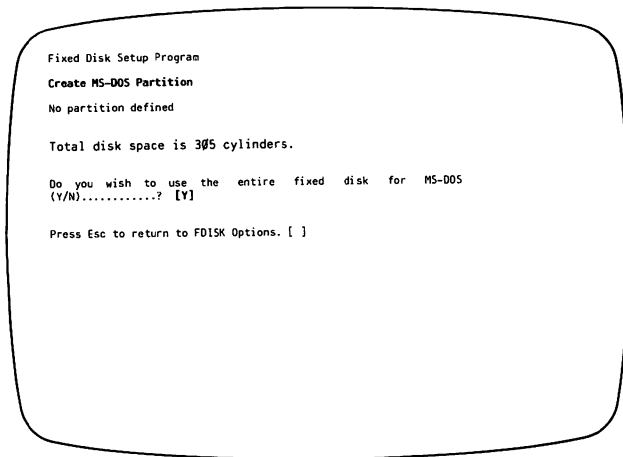 Fixed Disk Setup Program
Create MS-DOS Partition
No partition defined
Total disk space is 3Ø5 cylinders.
Do you wish to use the entire fixed disk for MS-DOS
(Y/N)............? [Y]
Press Esc to return to FDISK Options. [ ]